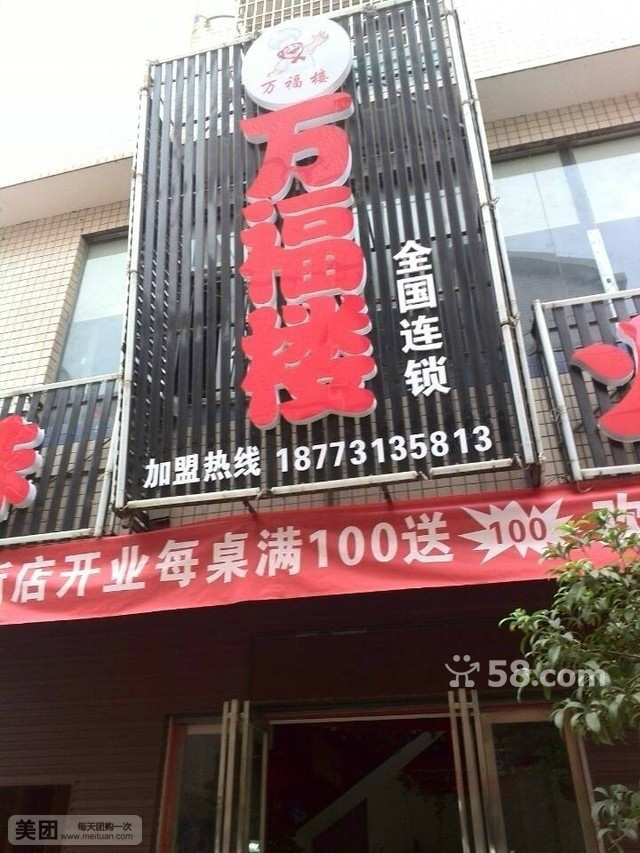 万福楼
万福楼
全国连锁
加盟热线 18773135813
店开业每桌满100送 100
58.com
美团 每天团购一次
www.meituan.com